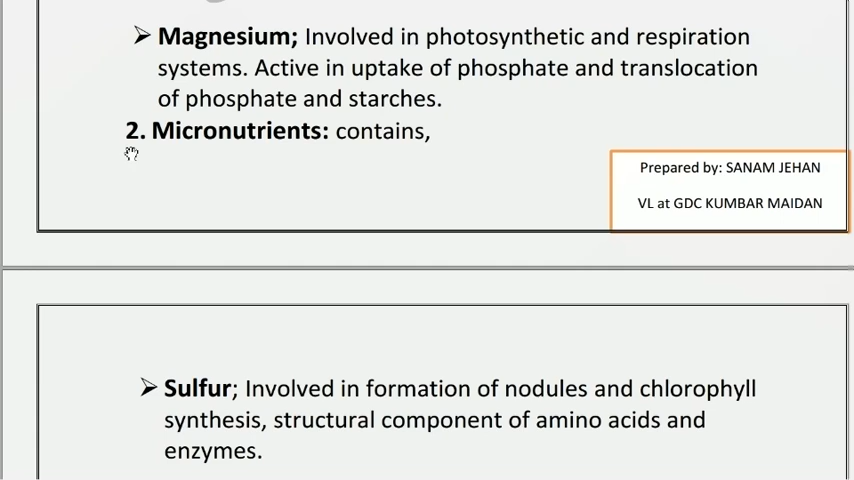 ➢ Magnesium; Involved in photosynthetic and respiration
systems. Active in uptake of phosphate and translocation
of phosphate and starches.
2. Micronutrients: contains,
Prepared by: SANAM JEHAN
VL at GDC KUMBAR MAIDAN
➢ Sulfur; Involved in formation of nodules and chlorophyll
synthesis, structural component of amino acids and
enzymes.